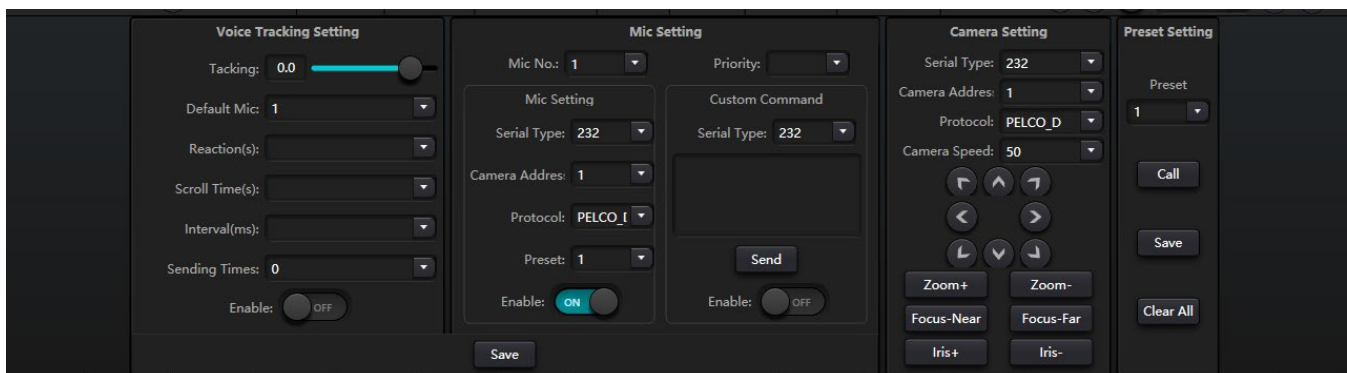 Voice Tracking Setting
Tacking: 0.0
Default Mic: 1
Reaction(s):
Scroll Time(s):
Interval(ms):
Sending Times: 0
Enable: OFF
Mic Setting
Mic No.: 1
Priority:
Mic Setting
Serial Type: 232
Camera Addres: 1
Protocol: PELCO_D
Preset: 1
Enable: ON
Custom Command
Serial Type: 232
Send
Enable: OFF
Save
Camera Setting
Serial Type: 232
Camera Addres: 1
Protocol: PELCO_D
Camera Speed: 50
Zoom+ Zoom-
Focus-Near Focus-Far
Iris+ Iris-
Preset Setting
Preset
1
Call
Save
Clear All